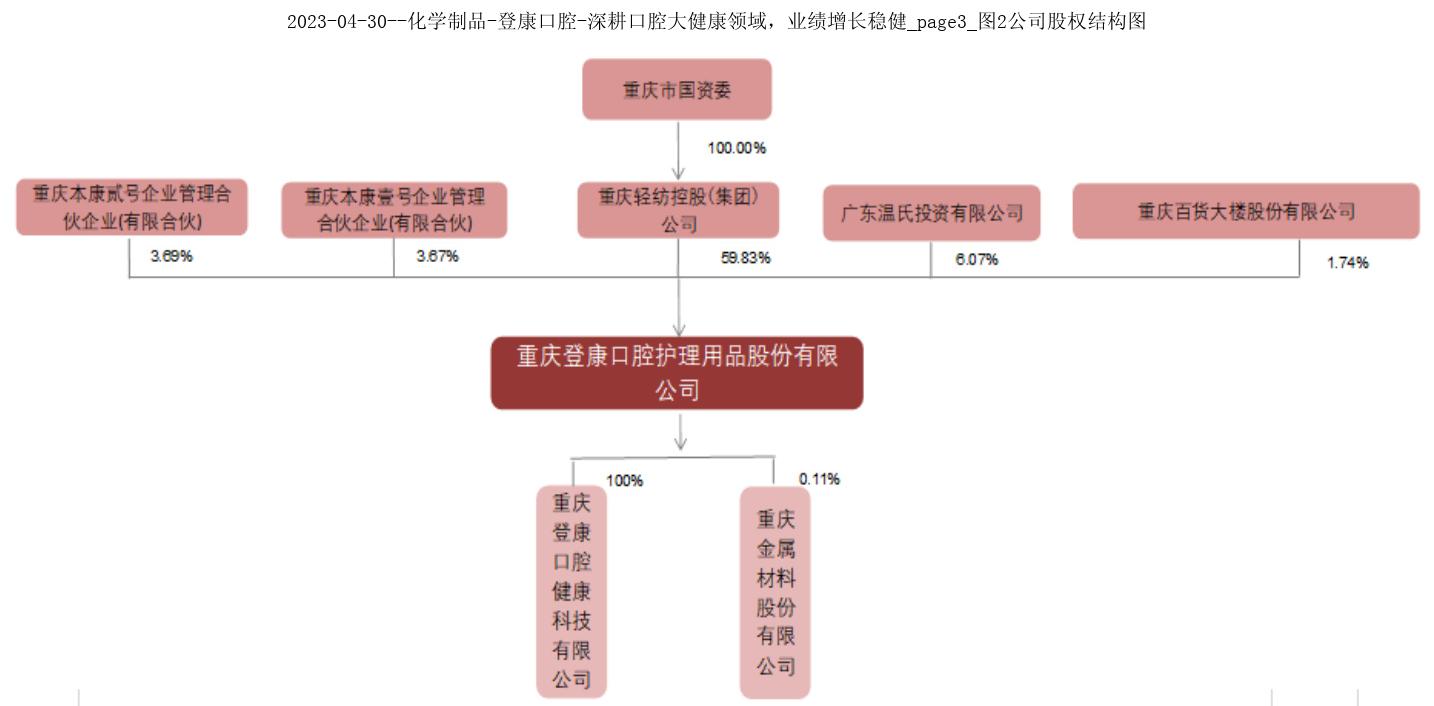 2023-04-30--化学制品-登康口腔-深耕口腔大健康领域，业绩增长稳健_page3_图2公司股权结构图
重庆市国资委
100.00%
重庆本康贰号企业管理合
伙企业(有限合伙)
重庆本康壹号企业管理
合伙企业(有限合伙)
重庆轻纺控股(集团)
公司
广东温氏投资有限公司
重庆百货大楼股份有限公司
3.69%
3.67%
59.83%
6.07%
1.74%
重庆登康口腔护理用品股份有限
公司
100%
0.11%
重庆
登康
口腔
健康
科技
有限
公司
重庆
金属
材料
股份
有限
公司